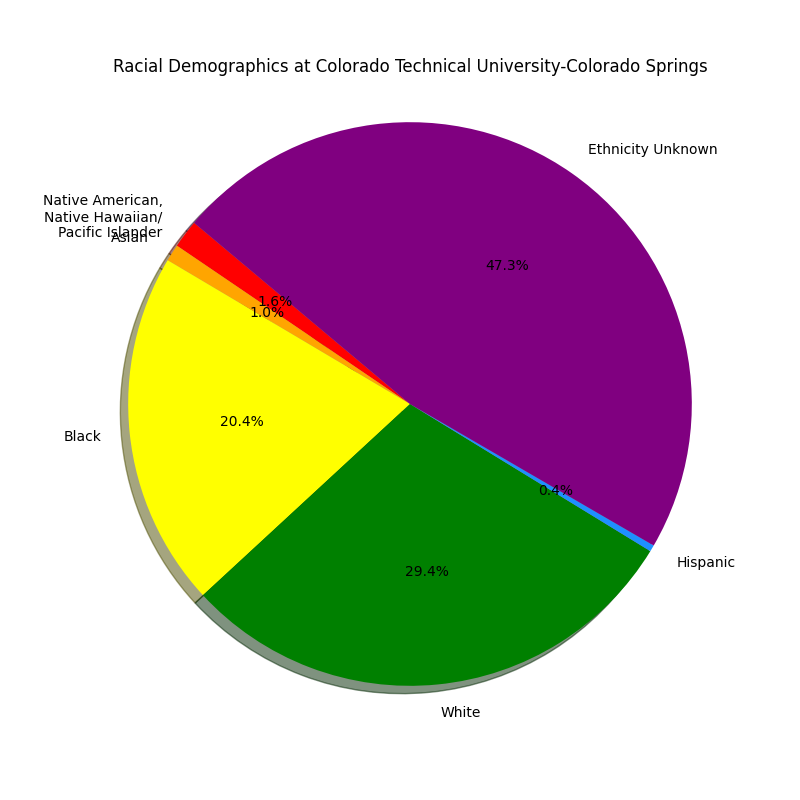 Racial Demographics at Colorado Technical University-Colorado Springs
Ethnicity Unknown
47.3%
Native American,
Native Hawaiian/
Pacific Islander
Asian
1.6%
1.0%
20.4%
Black
0.4%
Hispanic
29.4%
White